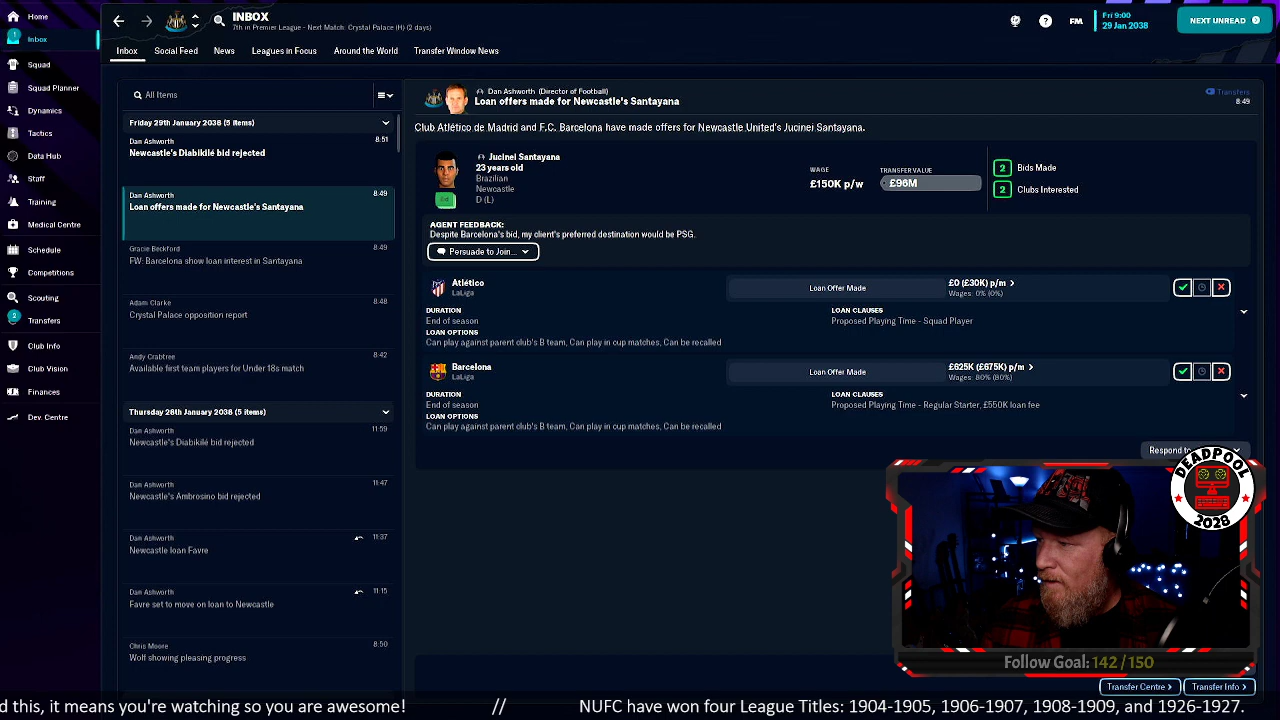 Home
INBOX
7th in Premier League - Next Match: Crystal Palace (H) (2 days)
FM
Fri 9:00
29 Jan 2038
NEXT UNREAD
1
Inbox
Squad
Squad Planner
Dynamics
Tactics
Data Hub
Staff
Training
Medical Centre
Schedule
Competitions
Scouting
2
Transfers
Club Info
Club Vision
Finances
Dev. Centre
Inbox
Social Feed
News
Leagues in Focus
Around the World
Transfer Window News
All Items
Friday 29th January 2038 (5 items)
Dan Ashworth
8:51
Newcastle's Diabikilé bid rejected
Dan Ashworth
8:49
Loan offers made for Newcastle's Santayana
Gracie Beckford
8:49
FW: Barcelona show loan interest in Santayana
Adam Clarke
8:48
Crystal Palace opposition report
Andy Crabtree
8:42
Available first team players for Under 18s match
Thursday 28th January 2038 (5 items)
Dan Ashworth
11:59
Newcastle's Diabikilé bid rejected
Dan Ashworth
11:47
Newcastle's Ambrosino bid rejected
Dan Ashworth
11:37
Newcastle loan Favre
Dan Ashworth
11:15
Favre set to move on loan to Newcastle
Chris Moore
8:50
Wolf showing pleasing progress
Dan Ashworth (Director of Football)
Loan offers made for Newcastle's Santayana
Transfers
8:49
Club Atlético de Madrid and F.C. Barcelona have made offers for Newcastle United's Jucinei Santayana.
Jucinei Santayana
23 years old
Brazilian
Newcastle
D (L)
WAGE
£150K p/w
TRANSFER VALUE
£96M
2 Bids Made
2 Clubs Interested
AGENT FEEDBACK:
Despite Barcelona's bid, my client's preferred destination would be PSG.
Persuade to Join...
Atlético
LaLiga
Loan Offer Made
£0 (£30K) p/m
Wages: 0% (0%)
DURATION
End of season
LOAN OPTIONS
Can play against parent club's B team, Can play in cup matches, Can be recalled
LOAN CLAUSES
Proposed Playing Time - Squad Player
Barcelona
LaLiga
Loan Offer Made
£625K (£675K) p/m
Wages: 80% (80%)
DURATION
End of season
LOAN OPTIONS
Can play against parent club's B team, Can play in cup matches, Can be recalled
LOAN CLAUSES
Proposed Playing Time - Regular Starter, £550K loan fee
Respond to
DEADPOOL
2028
Follow Goal: 142 / 150
Transfer Centre
Transfer Info
d this, it means you're watching so you are awesome! // NUFC have won four League Titles: 1904-1905, 1906-1907, 1908-1909, and 1926-1927.